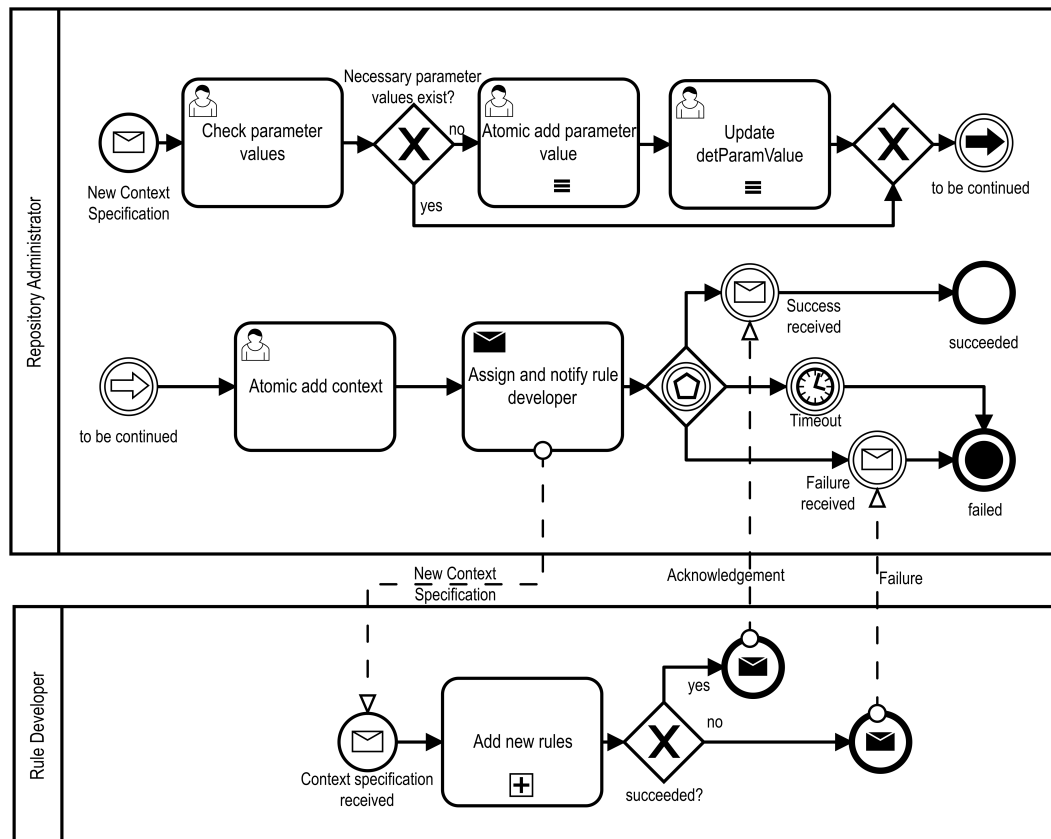 Repository Administrator
Necessary parameter
values exist?
Check parameter
values
no
Atomic add parameter
value
Update
detParamValue
New Context
Specification
yes
to be continued
Success
received
succeeded
Atomic add context
Assign and notify rule
developer
to be continued
Timeout
Failure
received
failed
New Context
Specification
Acknowledgement
Failure
Rule Developer
yes
no
Add new rules
Context specification
received
succeeded?